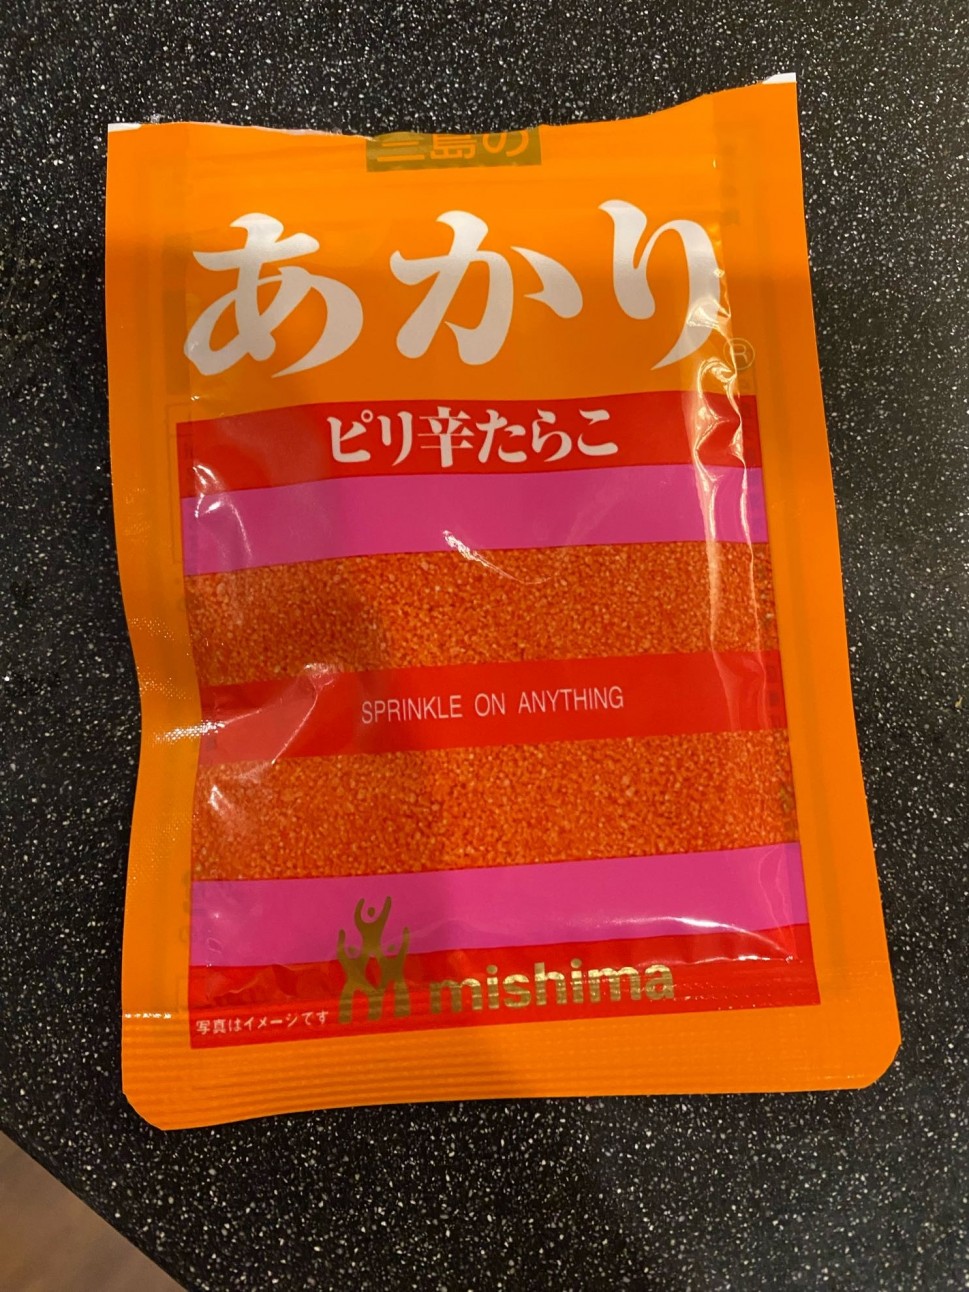 三島の
あかり®
ピリ辛たらこ
SPRINKLE ON ANYTHING
mishima
写真はイメージです